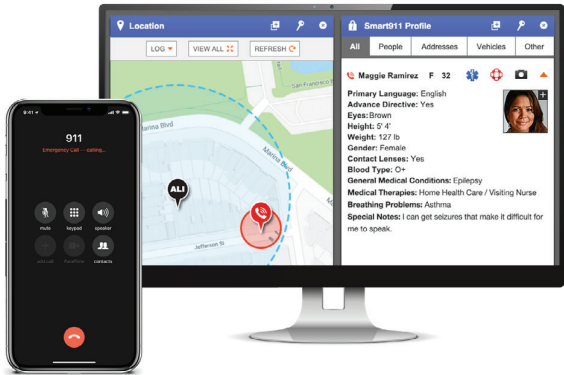 9:41
911
Emergency Call — calling...
mute
keypad
speaker
add call
FaceTime
contacts
Location
LOG
VIEW ALL
REFRESH
San Francisco B
Marina Blvd
Marina Blvd
ALI
Jefferson St
Smart911 Profile
All
People
Addresses
Vehicles
Other
Maggie Ramirez F 32
Primary Language: English
Advance Directive: Yes
Eyes:Brown
Height: 5' 4'
Weight: 127 lb
Gender: Female
Contact Lenses: Yes
Blood Type: O+
General Medical Conditions: Epilepsy
Medical Therapies: Home Health Care / Visiting Nurse
Breathing Problems: Asthma
Special Notes: I can get seizures that make it difficult for
me to speak.